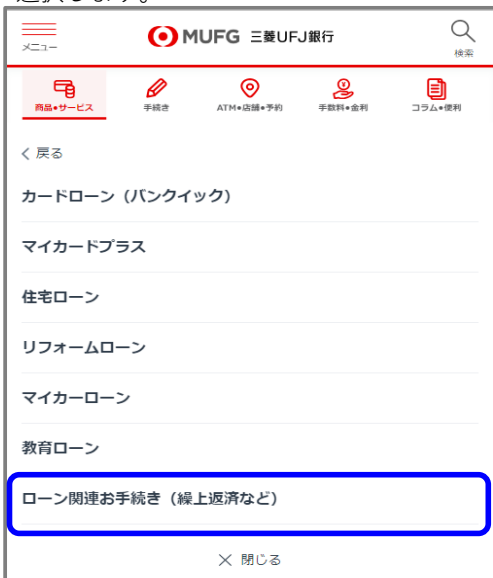 選択します。
MUFG 三菱UFJ銀行
メニュー
検索
商品•サービス 手続き ATM•店舗•予約 手数料•金利 コラム•便利
< 戻る
カードローン（バンクイック）
マイカードプラス
住宅ローン
リフォームローン
マイカーローン
教育ローン
ローン関連お手続き（繰上返済など）
× 閉じる